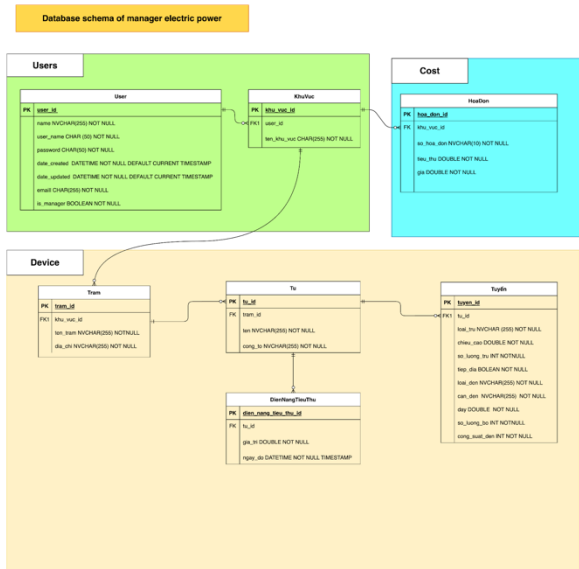 Database schema of manager electric power
Users
User
PK user_id
name NVCHAR(255) NOT NULL
user_name CHAR (50) NOT NULL
password CHAR(50) NOT NULL
date_created DATETIME NOT NULL DEFAULT CURRENT TIMESTAMP
date_updated DATETIME NOT NULL DEFAULT CURRENT TIMESTAMP
email CHAR(255) NOT NULL
is_manager BOOLEAN NOT NULL
KhuVuc
PK khu_vuc_id
FK1 user_id
ten_khu_vuc CHAR(255) NOT NULL
Cost
HoaDon
PK hoa_don_id
FK khu_vuc_id
so_hoa_don NVCHAR(10) NOT NULL
tieu_thu DOUBLE NOT NULL
gia DOUBLE NOT NULL
Device
Tram
PK tram_id
FK1 khu_vuc_id
ten_tram NVCHAR(255) NOTNULL
dia_chi NVCHAR(255) NOT NULL
Tu
PK tu_id
FK tram_id
ten NVCHAR(255) NOT NULL
cong_to NVCHAR(255) NOT NULL
DienNangTieuThu
PK dien_nang_tieu_thu_id
FK tu_id
gia_tri DOUBLE NOT NULL
ngay_do DATETIME NOT NULL TIMESTAMP
TuyEn
PK tuyen_id
FK1 tu_id
loai_tru NVCHAR (255) NOT NULL
chieu_cao DOUBLE NOT NULL
so_luong_tru INT NOTNULL
tiep_dia BOLEAN NOT NULL
loai_den NVCHAR(255) NOT NULL
can_den NVCHAR(255) NOT NULL
day DOUBLE NOT NULL
so_luong_bo INT NOTNULL
cong_suat_den INT NOT NULL